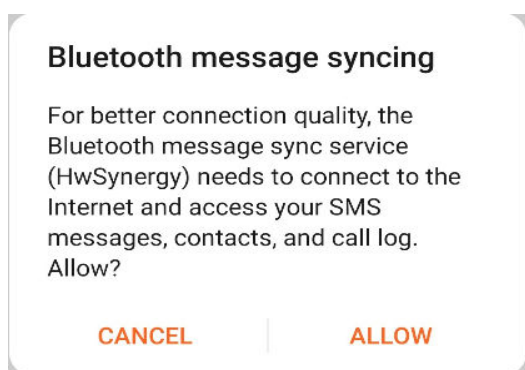 Bluetooth message syncing
For better connection quality, the
Bluetooth message sync service
(HwSynergy) needs to connect to the
Internet and access your SMS
messages, contacts, and call log.
Allow?
CANCEL
ALLOW